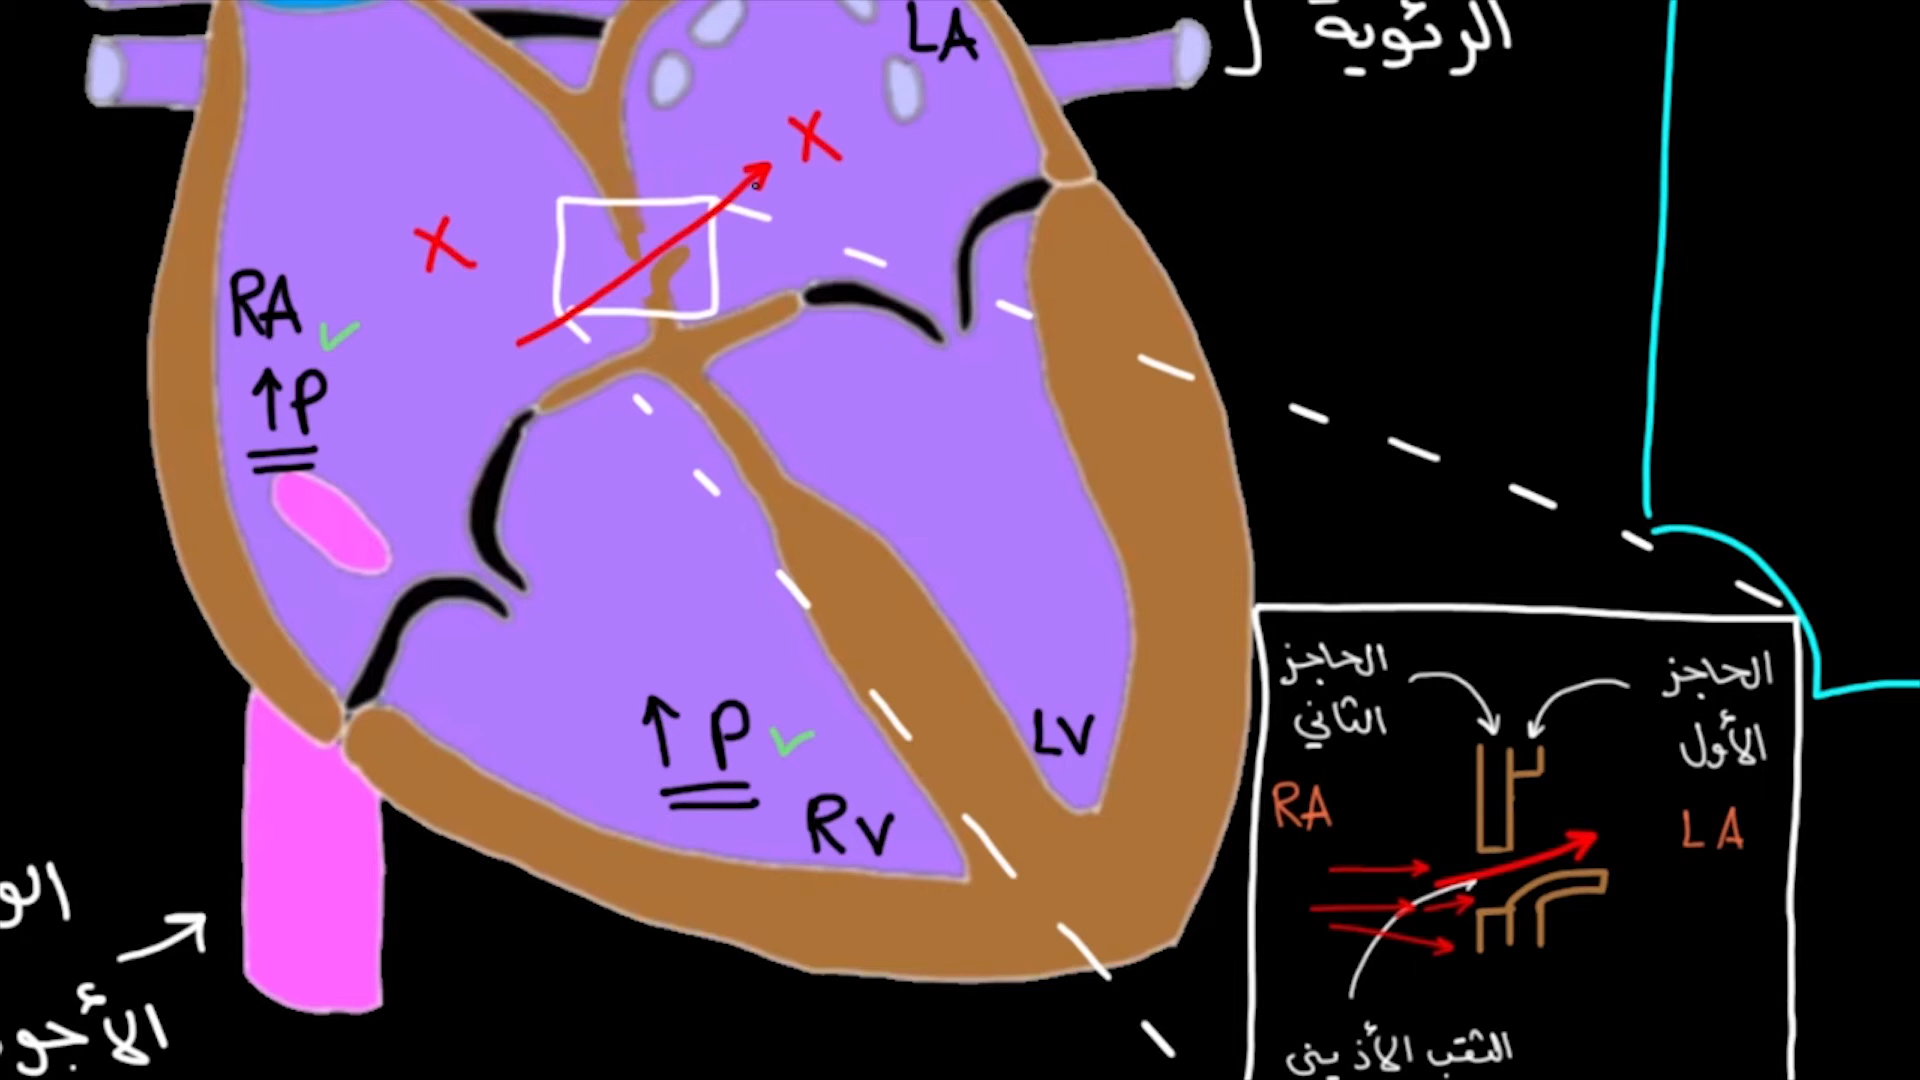 LA
الرئوية
RA
↑P
↑P
RV
LV
الحاجز
الثاني
الحاجز
الأول
RA
LA
الثقب الأذيني